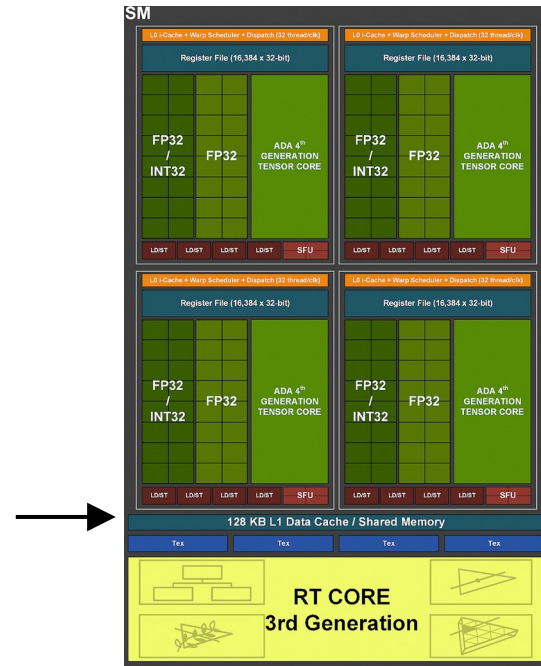 SM
L0 i-Cache + Warp Scheduler + Dispatch (32 thread/clk)
Register File (16,384 x 32-bit)
FP32
/
INT32
FP32
ADA 4th
GENERATION
TENSOR CORE
LD/ST LD/ST LD/ST LD/ST SFU
L0 i-Cache + Warp Scheduler + Dispatch (32 thread/clk)
Register File (16,384 x 32-bit)
FP32
/
INT32
FP32
ADA 4th
GENERATION
TENSOR CORE
LD/ST LD/ST LD/ST LD/ST SFU
L0 i-Cache + Warp Scheduler + Dispatch (32 thread/clk)
Register File (16,384 x 32-bit)
FP32
/
INT32
FP32
ADA 4th
GENERATION
TENSOR CORE
LD/ST LD/ST LD/ST LD/ST SFU
L0 i-Cache + Warp Scheduler + Dispatch (32 thread/clk)
Register File (16,384 x 32-bit)
FP32
/
INT32
FP32
ADA 4th
GENERATION
TENSOR CORE
LD/ST LD/ST LD/ST LD/ST SFU
128 KB L1 Data Cache / Shared Memory
Tex Tex Tex Tex
RT CORE
3rd Generation